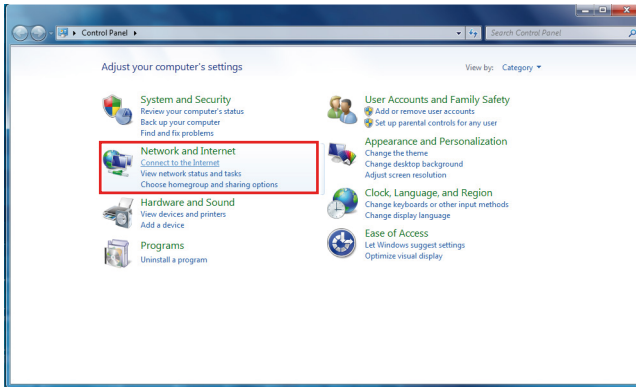 Control Panel
Search Control Panel
Adjust your computer's settings
View by: Category
System and Security
Review your computer's status
Back up your computer
Find and fix problems
Network and Internet
Connect to the Internet
View network status and tasks
Choose homegroup and sharing options
Hardware and Sound
View devices and printers
Add a device
Programs
Uninstall a program
User Accounts and Family Safety
Add or remove user accounts
Set up parental controls for any user
Appearance and Personalization
Change the theme
Change desktop background
Adjust screen resolution
Clock, Language, and Region
Change keyboards or other input methods
Change display language
Ease of Access
Let Windows suggest settings
Optimize visual display